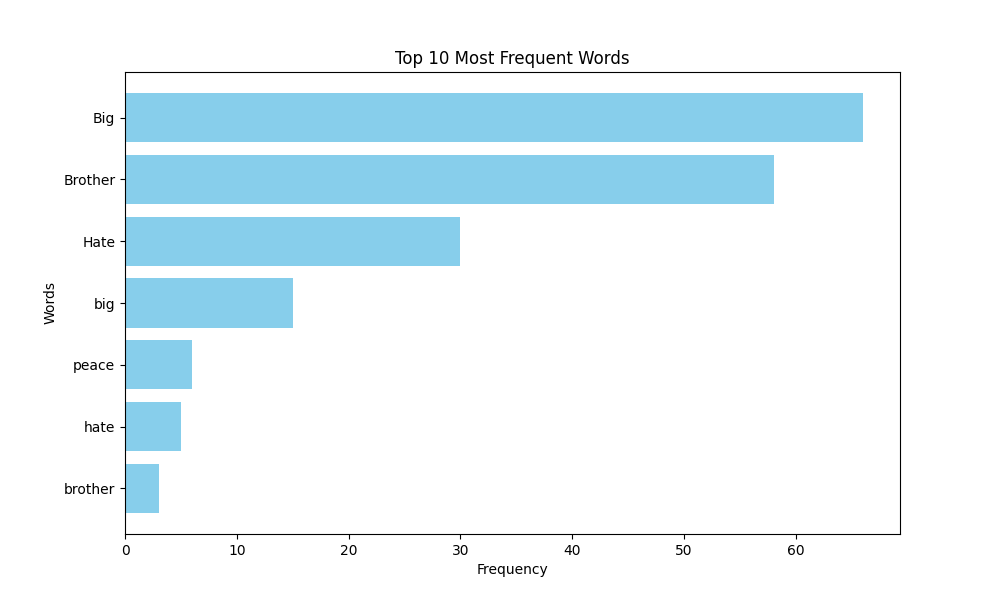 Top 10 Most Frequent Words
Big
Brother
Hate
big
peace
hate
brother
Words
0 10 20 30 40 50 60
Frequency